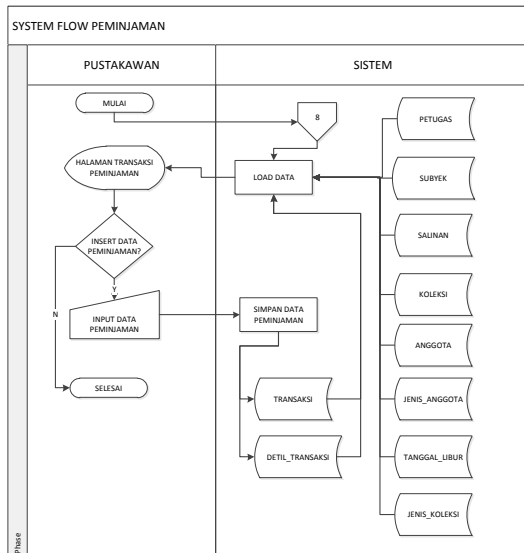 SYSTEM FLOW PEMINJAMAN
PUSTAKAWAN
SISTEM
MULAI
8
PETUGAS
HALAMAN TRANSAKSI
PEMINJAMAN
LOAD DATA
SUBYEK
INSERT DATA
PEMINJAMAN?
SALINAN
Y
N
INPUT DATA
PEMINJAMAN
SIMPAN DATA
PEMINJAMAN
KOLEKSI
ANGGOTA
SELESAI
TRANSAKSI
JENIS_ANGGOTA
DETIL_TRANSAKSI
TANGGAL_LIBUR
JENIS_KOLEKSI
Phase